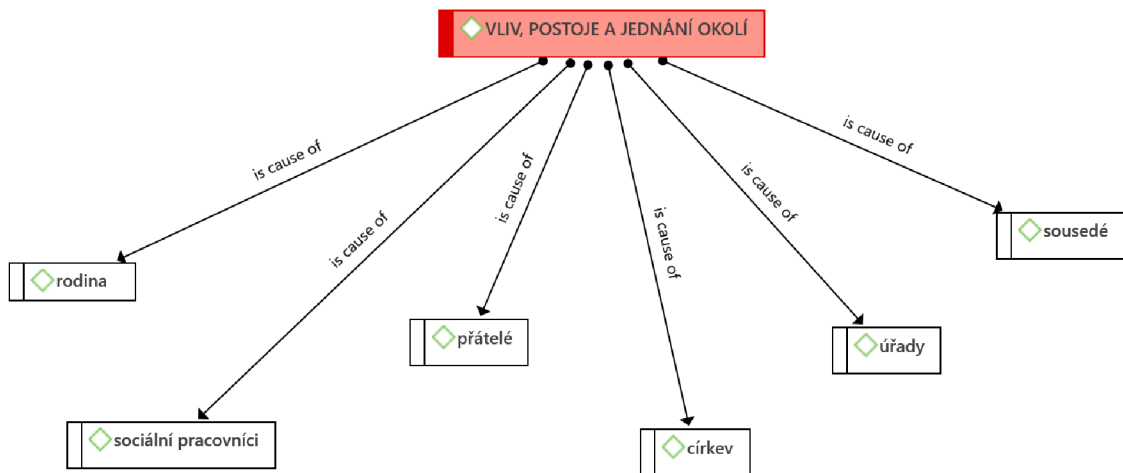 VLIV, POSTOJE A JEDNÁNÍ OKOLÍ
is cause of
is cause of
is cause of
is cause of
is cause of
is cause of
sousedé
rodina
přátelé
úřady
sociální pracovníci
církev